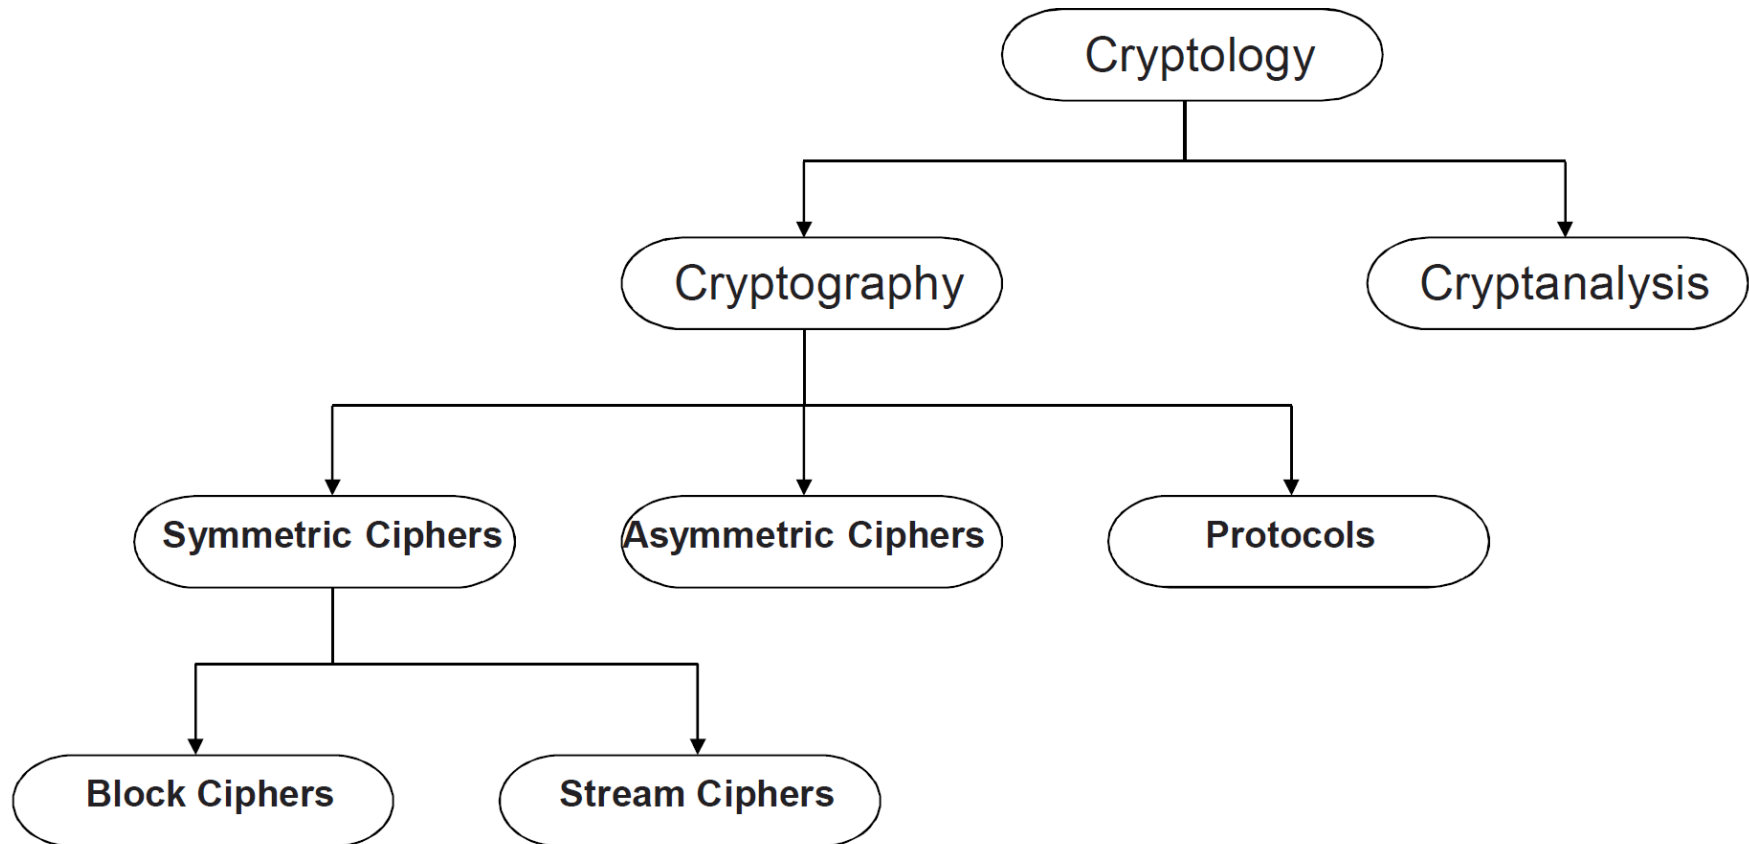 Cryptology
Cryptography
Cryptanalysis
Symmetric Ciphers
Asymmetric Ciphers
Protocols
Block Ciphers
Stream Ciphers